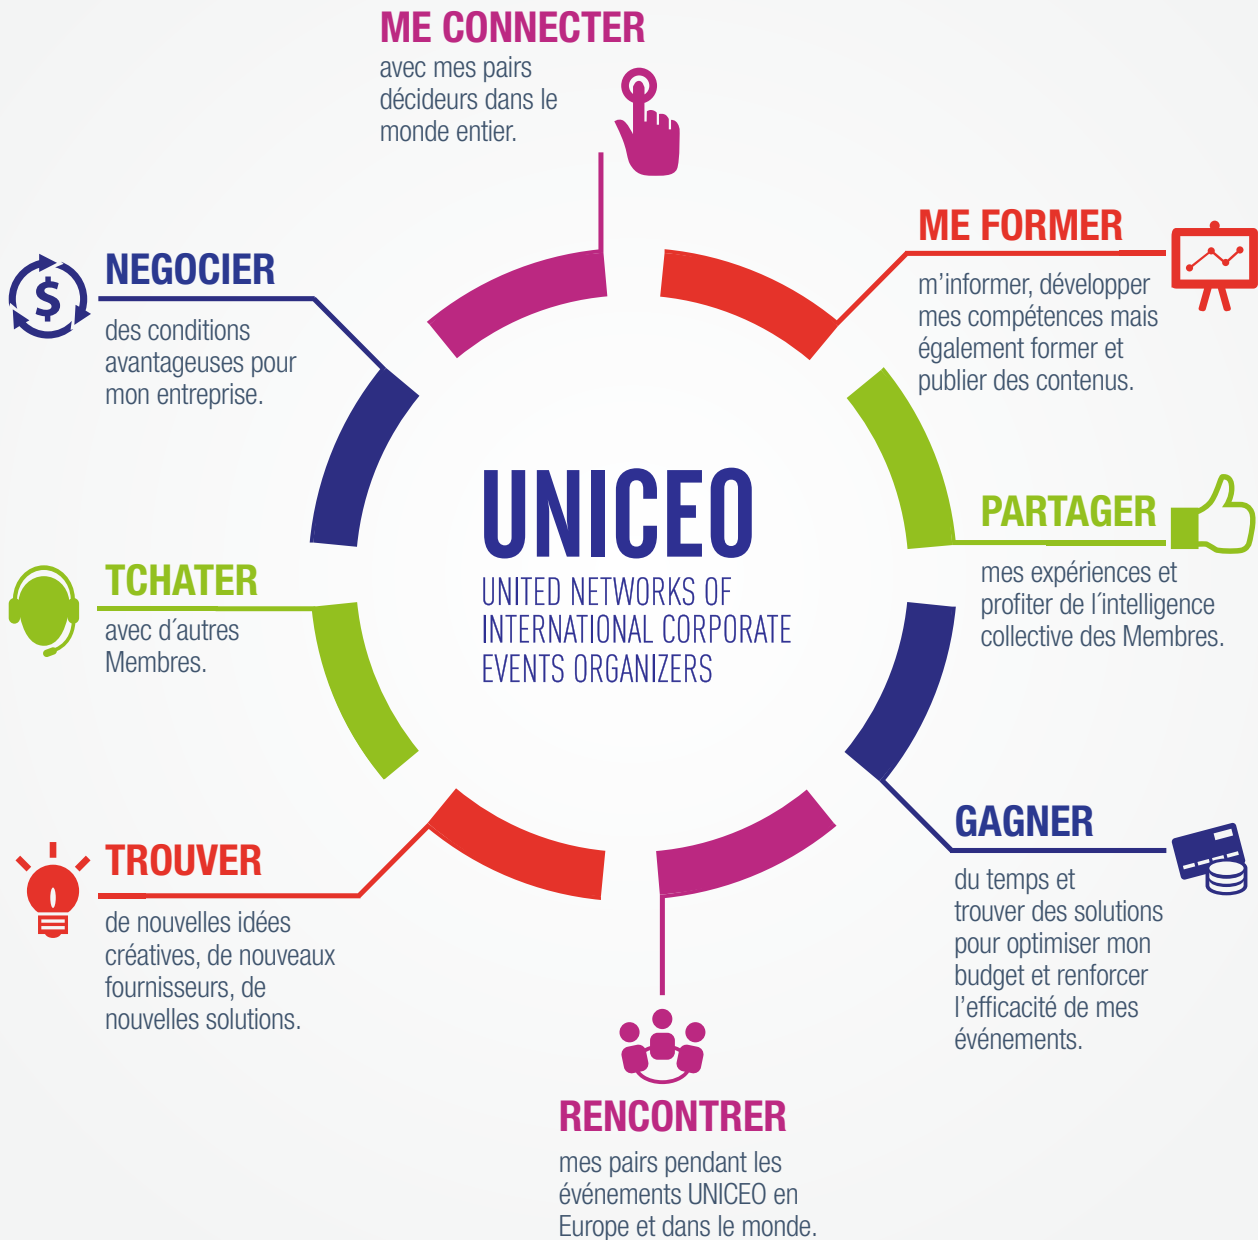 ME CONNECTER
avec mes pairs
décideurs dans le
monde entier.
ME FORMER
m’informer, développer
mes compétences mais
également former et
publier des contenus.
NEGOCIER
des conditions
avantageuses pour
mon entreprise.
UNICEO
UNITED NETWORKS OF
INTERNATIONAL CORPORATE
EVENTS ORGANIZERS
PARTAGER
mes expériences et
profiter de l´intelligence
collective des Membres.
TCHATER
avec d´autres
Membres.
GAGNER
du temps et
trouver des solutions
pour optimiser mon
budget et renforcer
l’efficacité de mes
événements.
TROUVER
de nouvelles idées
créatives, de nouveaux
fournisseurs, de
nouvelles solutions.
RENCONTRER
mes pairs pendant les
événements UNICEO en
Europe et dans le monde.
$